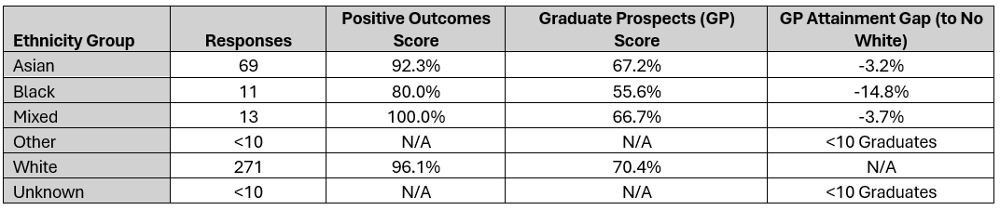 Ethnicity Group Responses Positive Outcomes Score Graduate Prospects (GP) Score GP Attainment Gap (to No White)
Asian 69 92.3% 67.2% -3.2%
Black 11 80.0% 55.6% -14.8%
Mixed 13 100.0% 66.7% -3.7%
Other <10 N/A N/A <10 Graduates
White 271 96.1% 70.4% N/A
Unknown <10 N/A N/A <10 Graduates